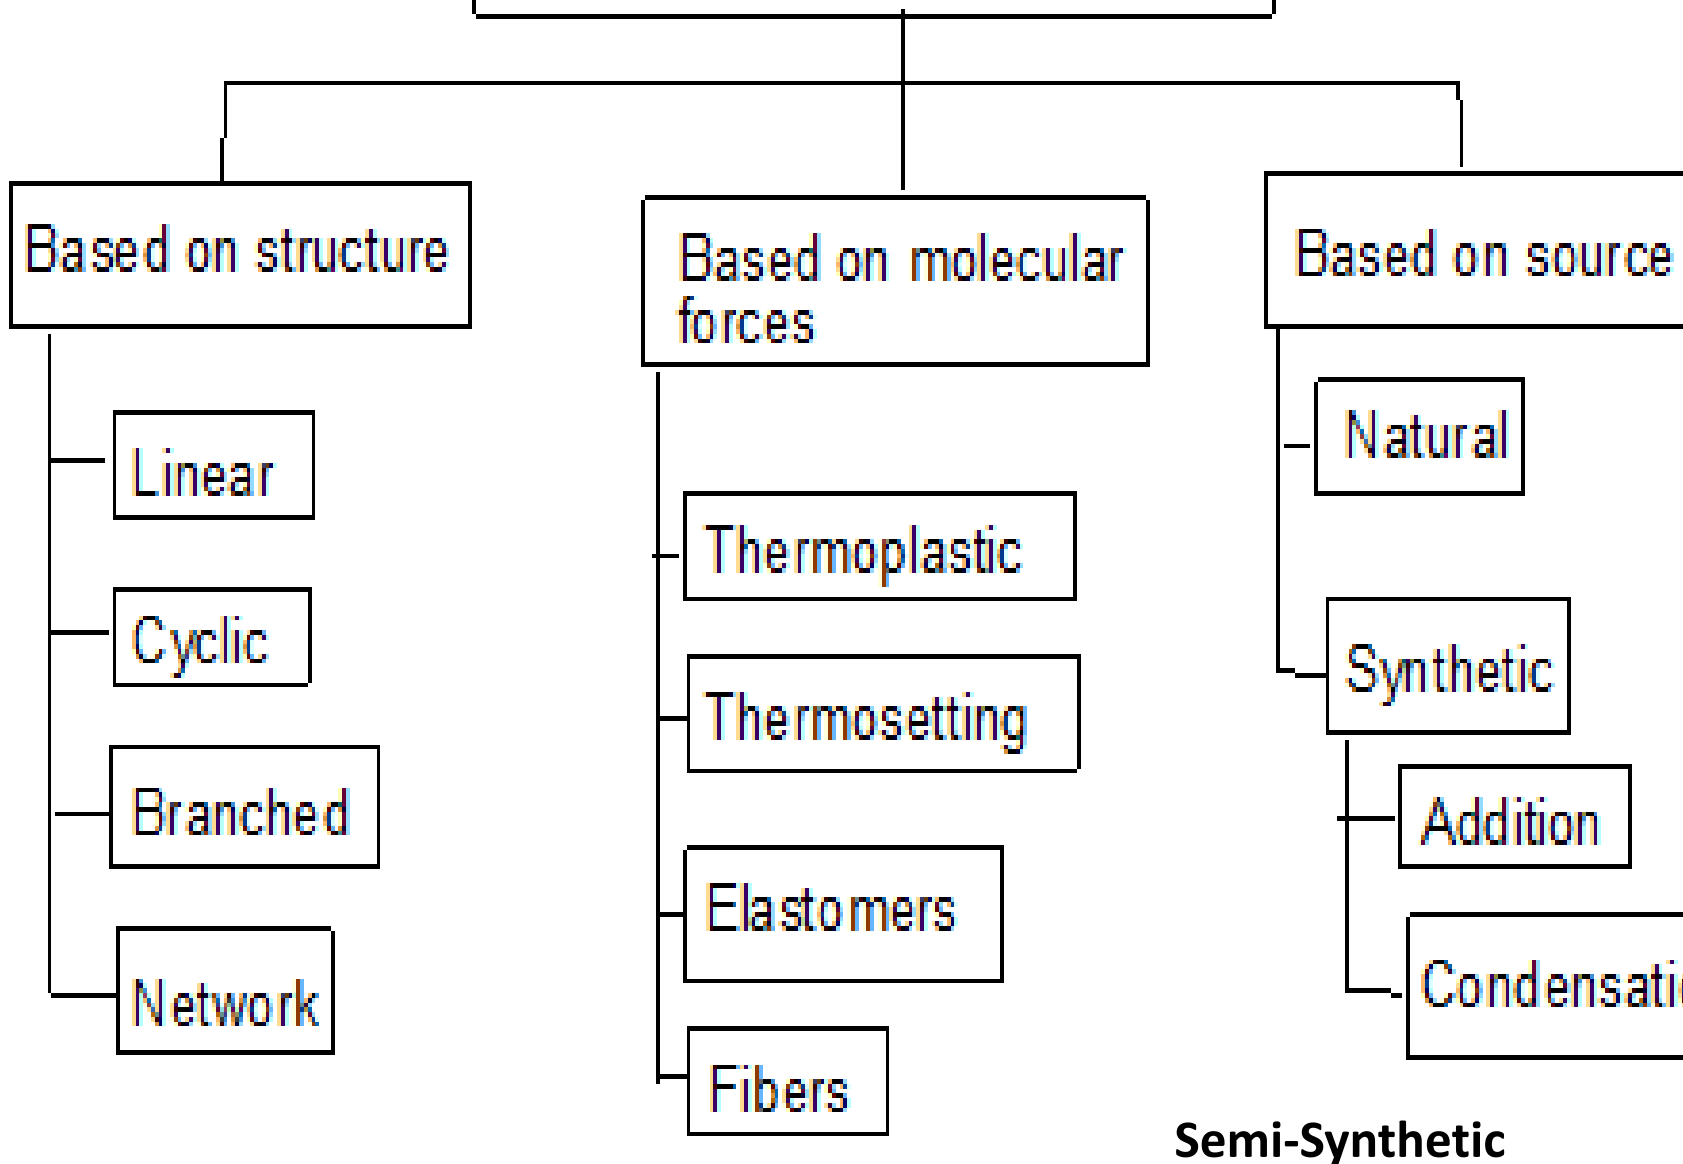 Based on structure
Linear
Cyclic
Branched
Network
Based on molecular
forces
Thermoplastic
Thermosetting
Elastomers
Fibers
Based on source
Natural
Synthetic
Addition
Condensati
Semi-Synthetic